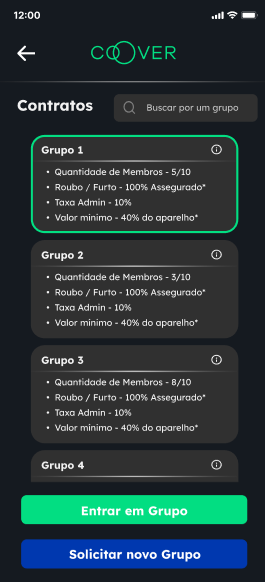 12:00
COOVER
Contratos
Buscar por um grupo
Grupo 1
• Quantidade de Membros - 5/10
• Roubo / Furto - 100% Assegurado*
• Taxa Admin - 10%
• Valor mínimo - 40% do aparelho*
Grupo 2
• Quantidade de Membros - 3/10
• Roubo / Furto - 100% Assegurado*
• Taxa Admin - 10%
• Valor mínimo - 40% do aparelho*
Grupo 3
• Quantidade de Membros - 8/10
• Roubo / Furto - 100% Assegurado*
• Taxa Admin - 10%
• Valor mínimo - 40% do aparelho*
Grupo 4
Entrar em Grupo
Solicitar novo Grupo